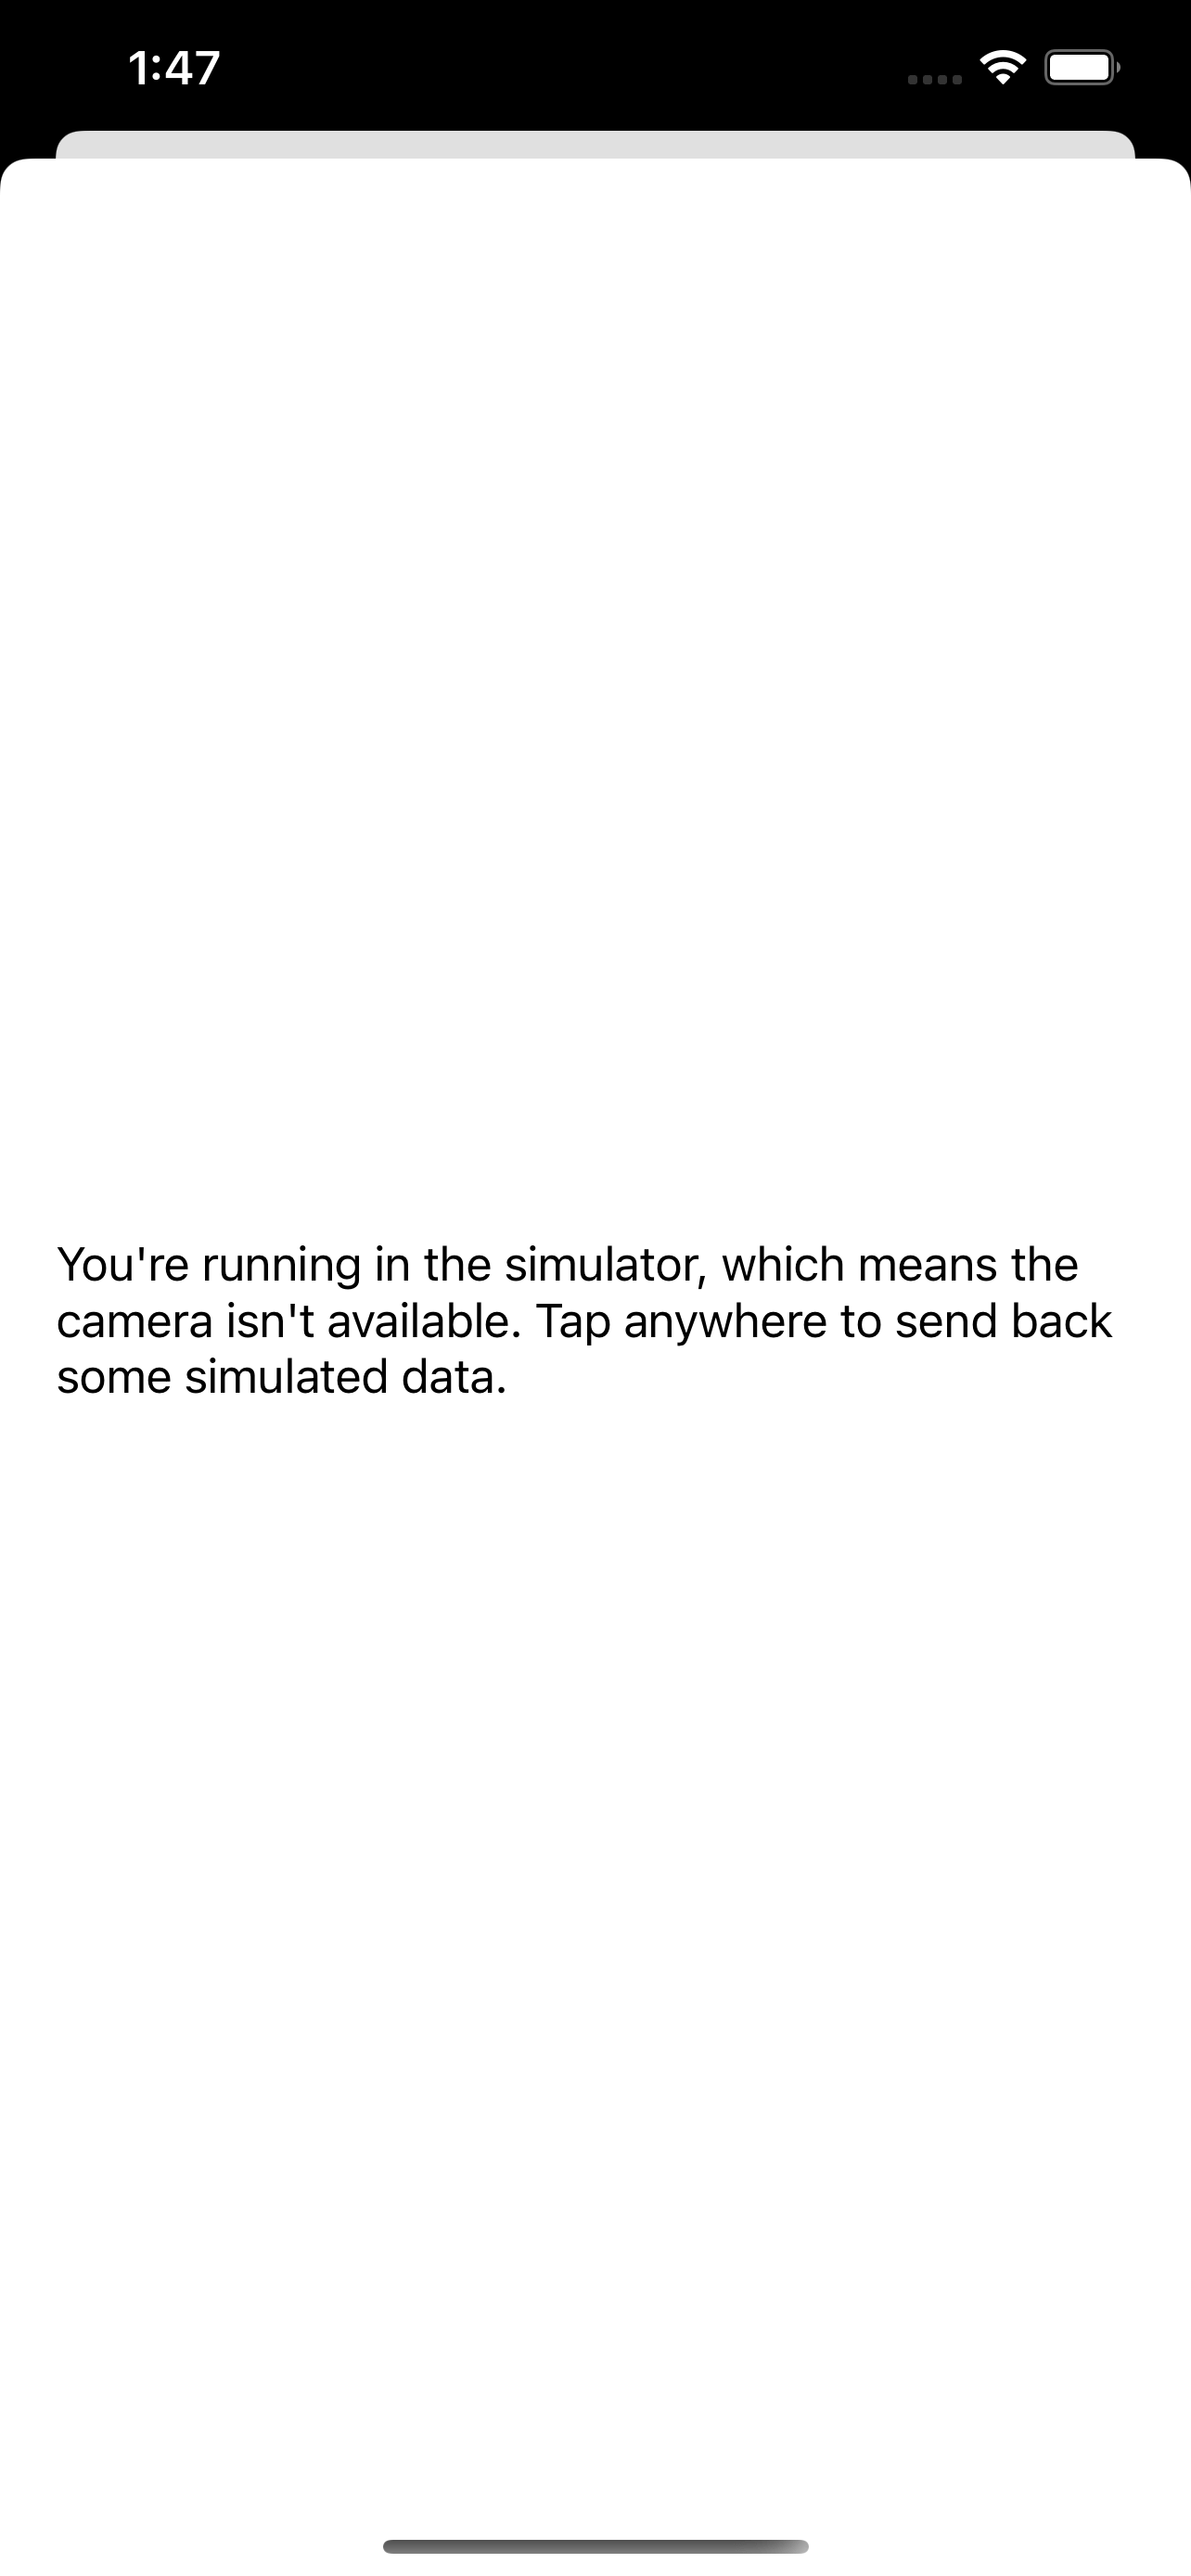 1:47
You're running in the simulator, which means the
camera isn't available. Tap anywhere to send back
some simulated data.